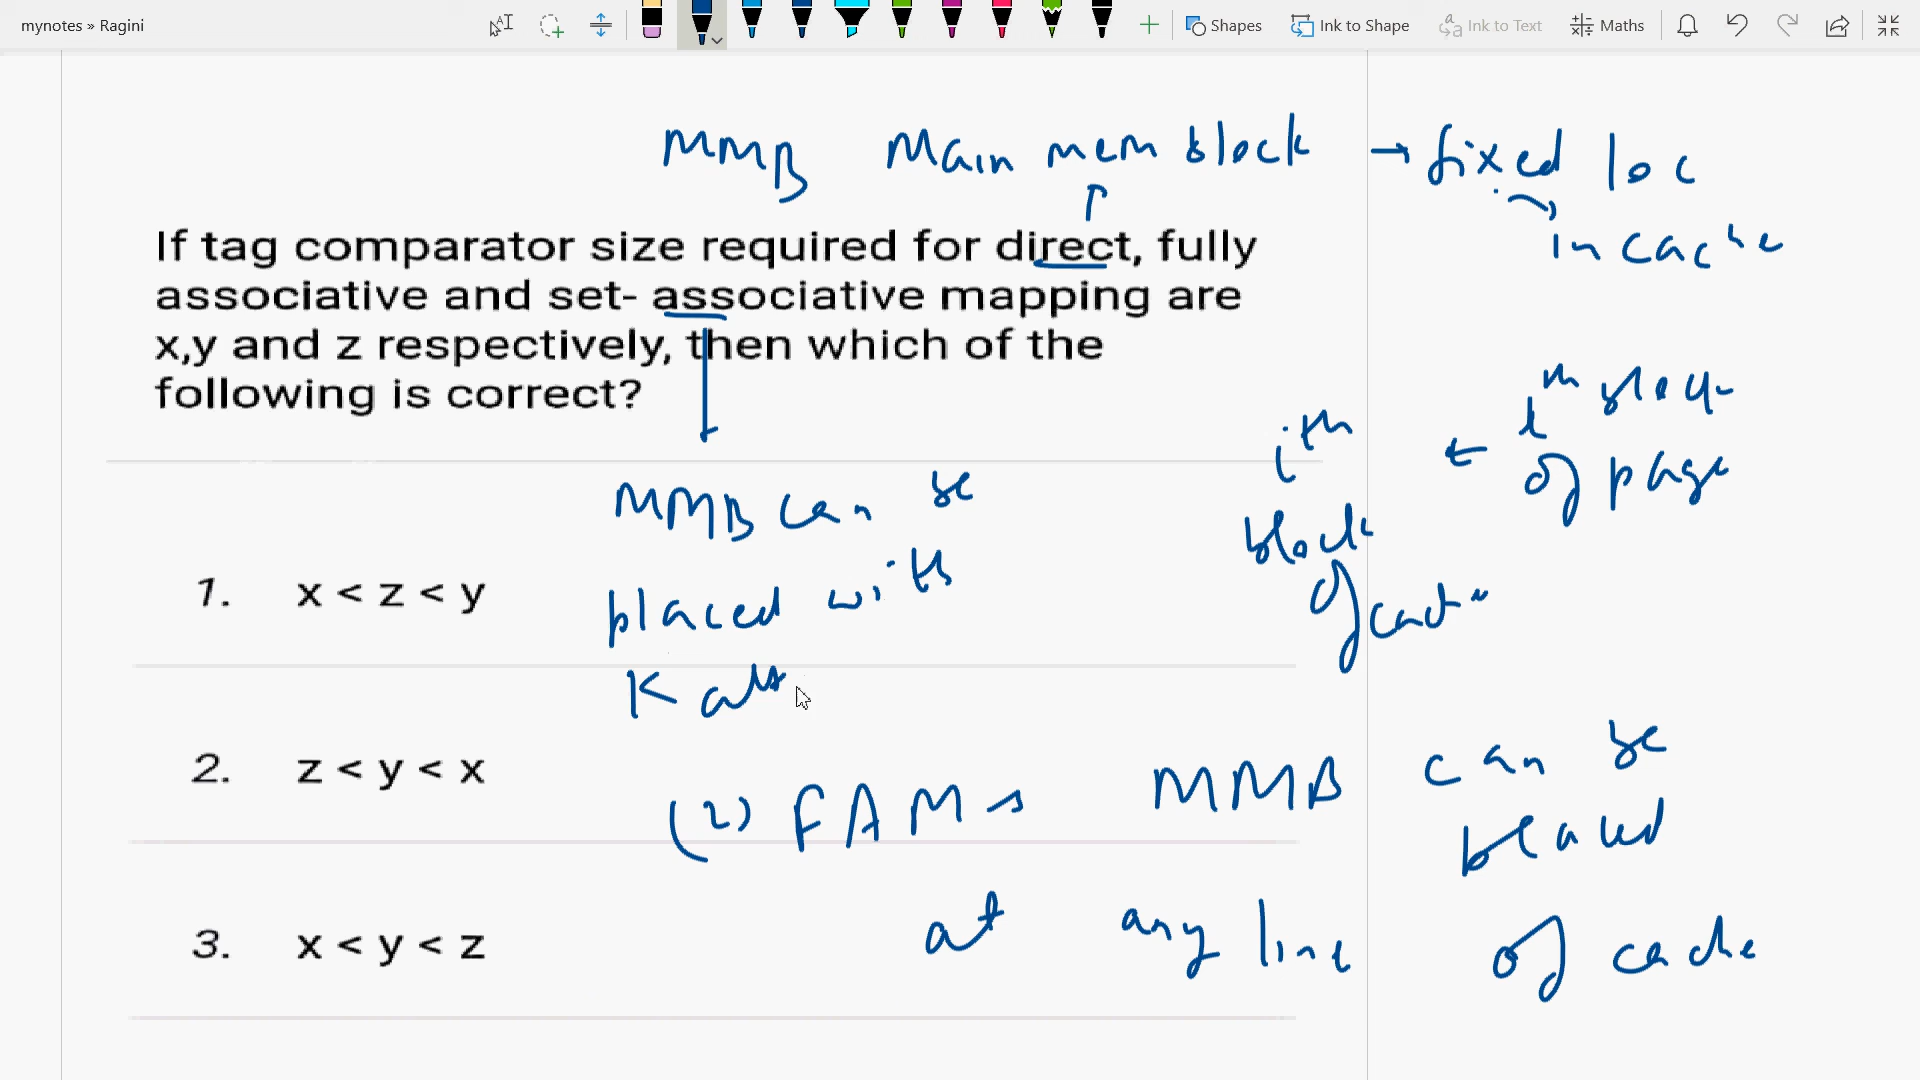 mynotes » Ragini
Shapes
Ink to Shape
Ink to Text
Maths
MMB Main mem block → fixed loc
in cache
If tag comparator size required for direct, fully
associative and set- associative mapping are
x,y and z respectively, then which of the
following is correct?
ith
block
of cache
←
of page
MMB can be
placed with
K
1. x < z < y
2. z < y < x
(2) FAM → MMB can be
placed
at any line of cache
3. x < y < z